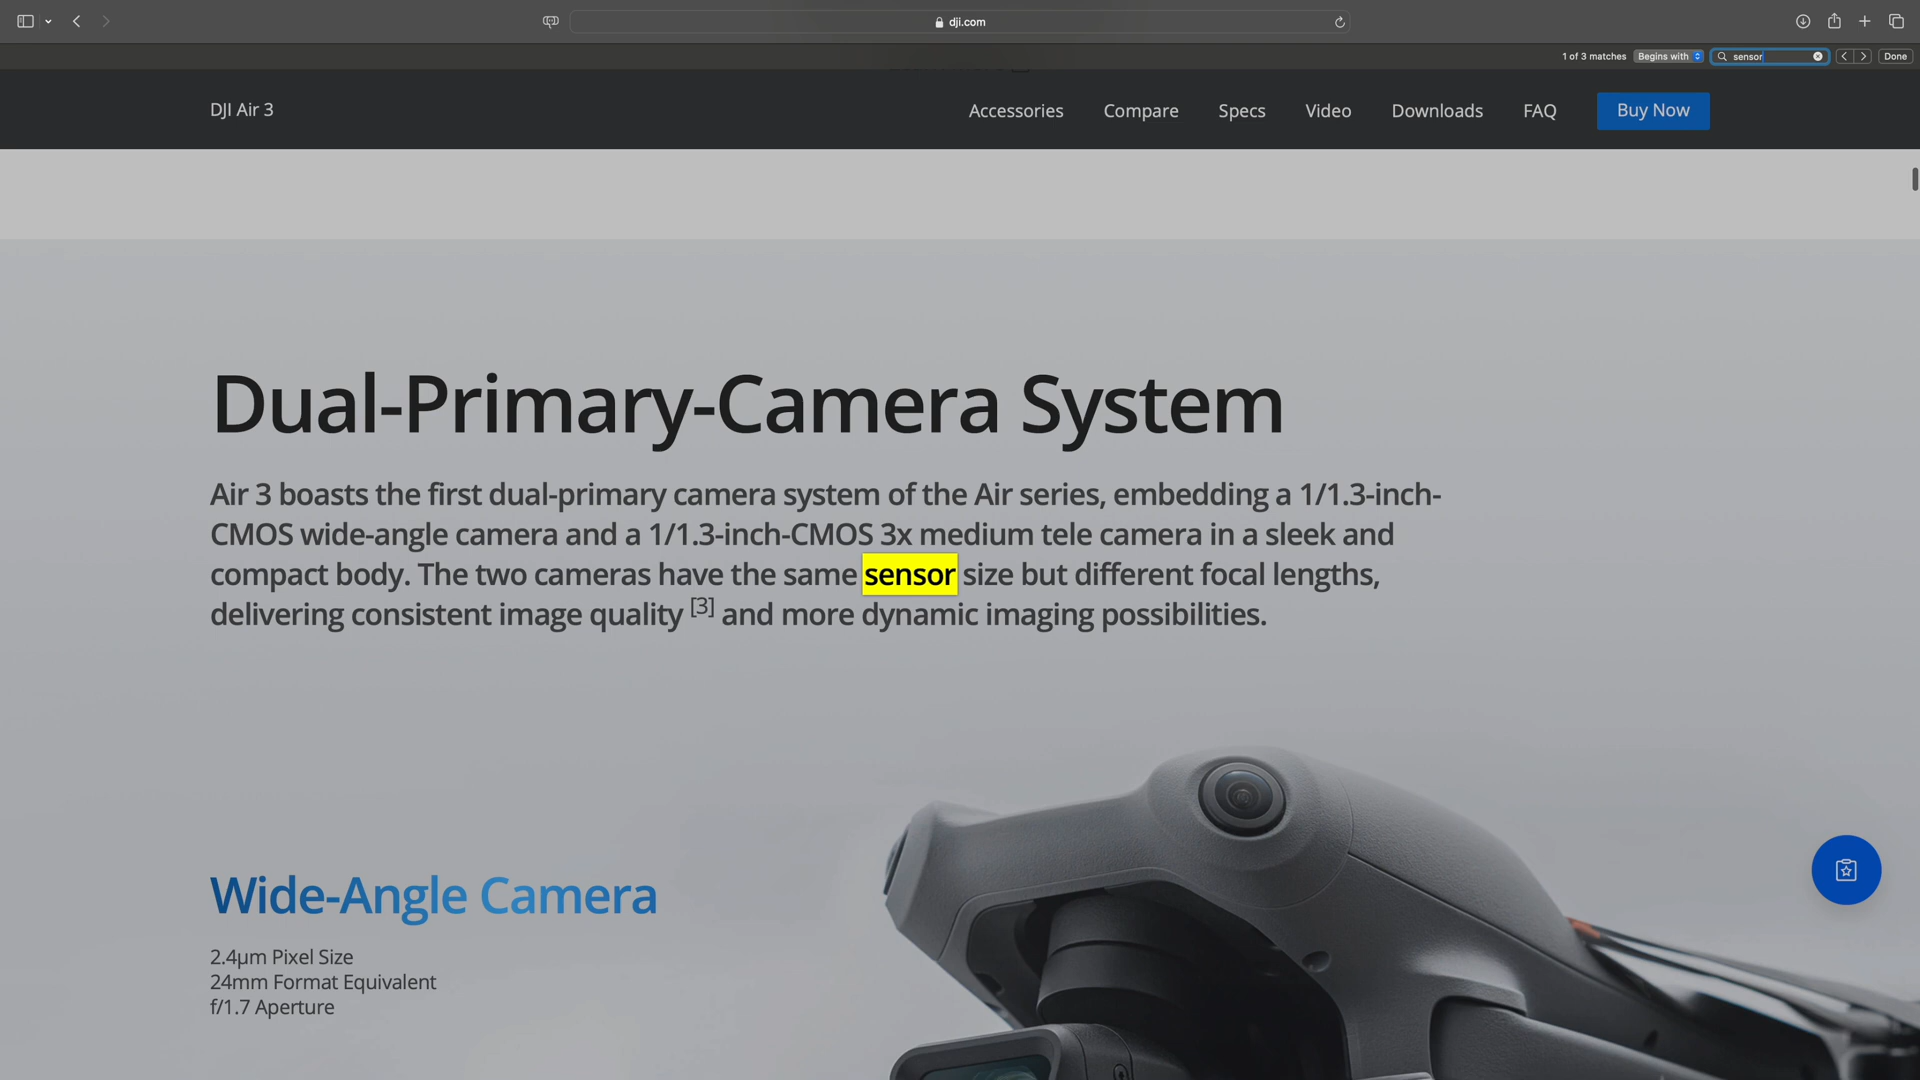 dji.com
1 of 3 matches
Begins with
sensor
Done
DJI Air 3
Accessories
Compare
Specs
Video
Downloads
FAQ
Buy Now
Dual-Primary-Camera System
Air 3 boasts the first dual-primary camera system of the Air series, embedding a 1/1.3-inch-
CMOS wide-angle camera and a 1/1.3-inch-CMOS 3x medium tele camera in a sleek and
compact body. The two cameras have the same sensor size but different focal lengths,
delivering consistent image quality [3] and more dynamic imaging possibilities.
Wide-Angle Camera
2.4μm Pixel Size
24mm Format Equivalent
f/1.7 Aperture